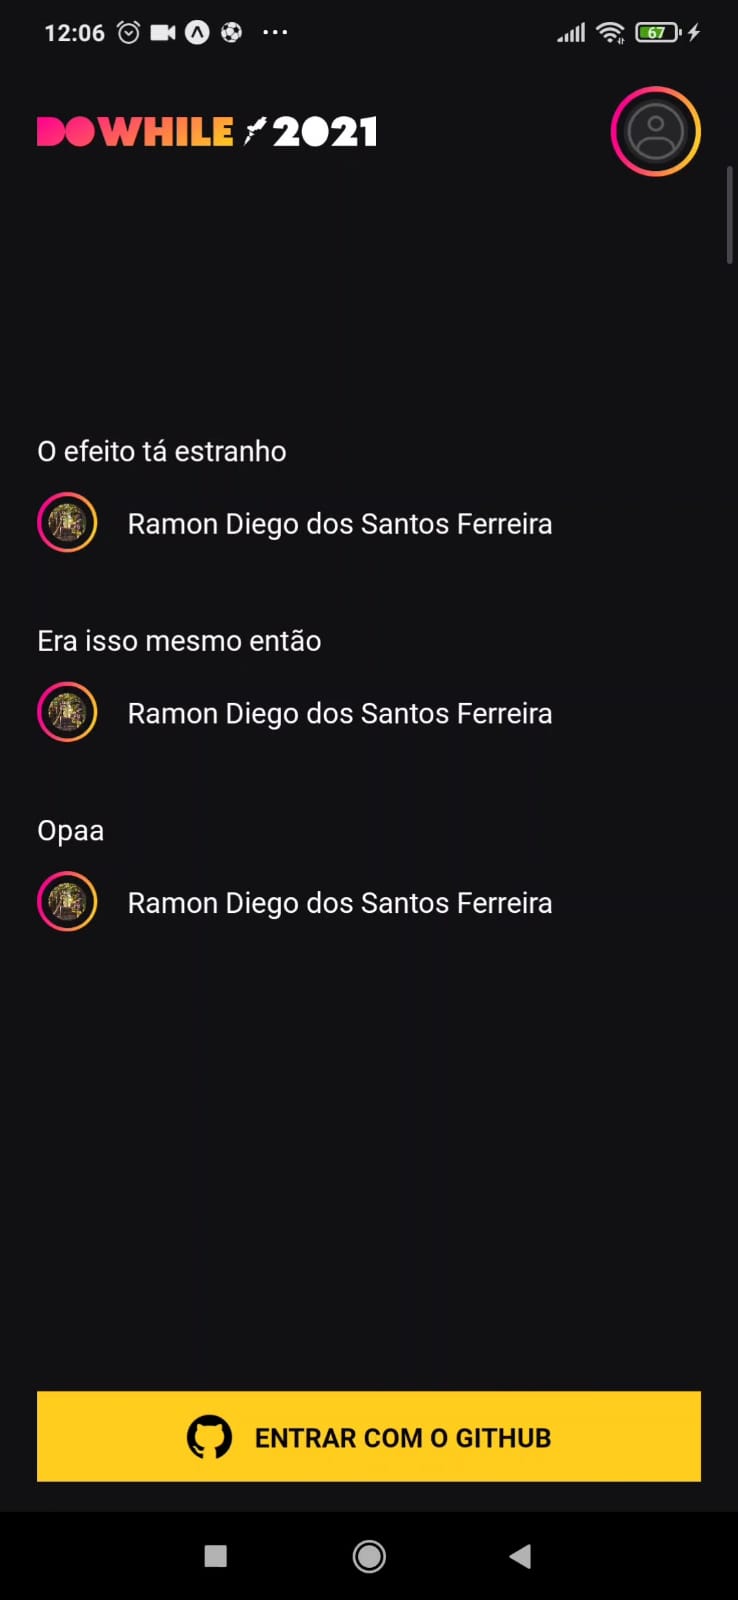 12:06
67
DOWHILE 2021
O efeito tá estranho
Ramon Diego dos Santos Ferreira
Era isso mesmo então
Ramon Diego dos Santos Ferreira
Opaa
Ramon Diego dos Santos Ferreira
ENTRAR COM O GITHUB